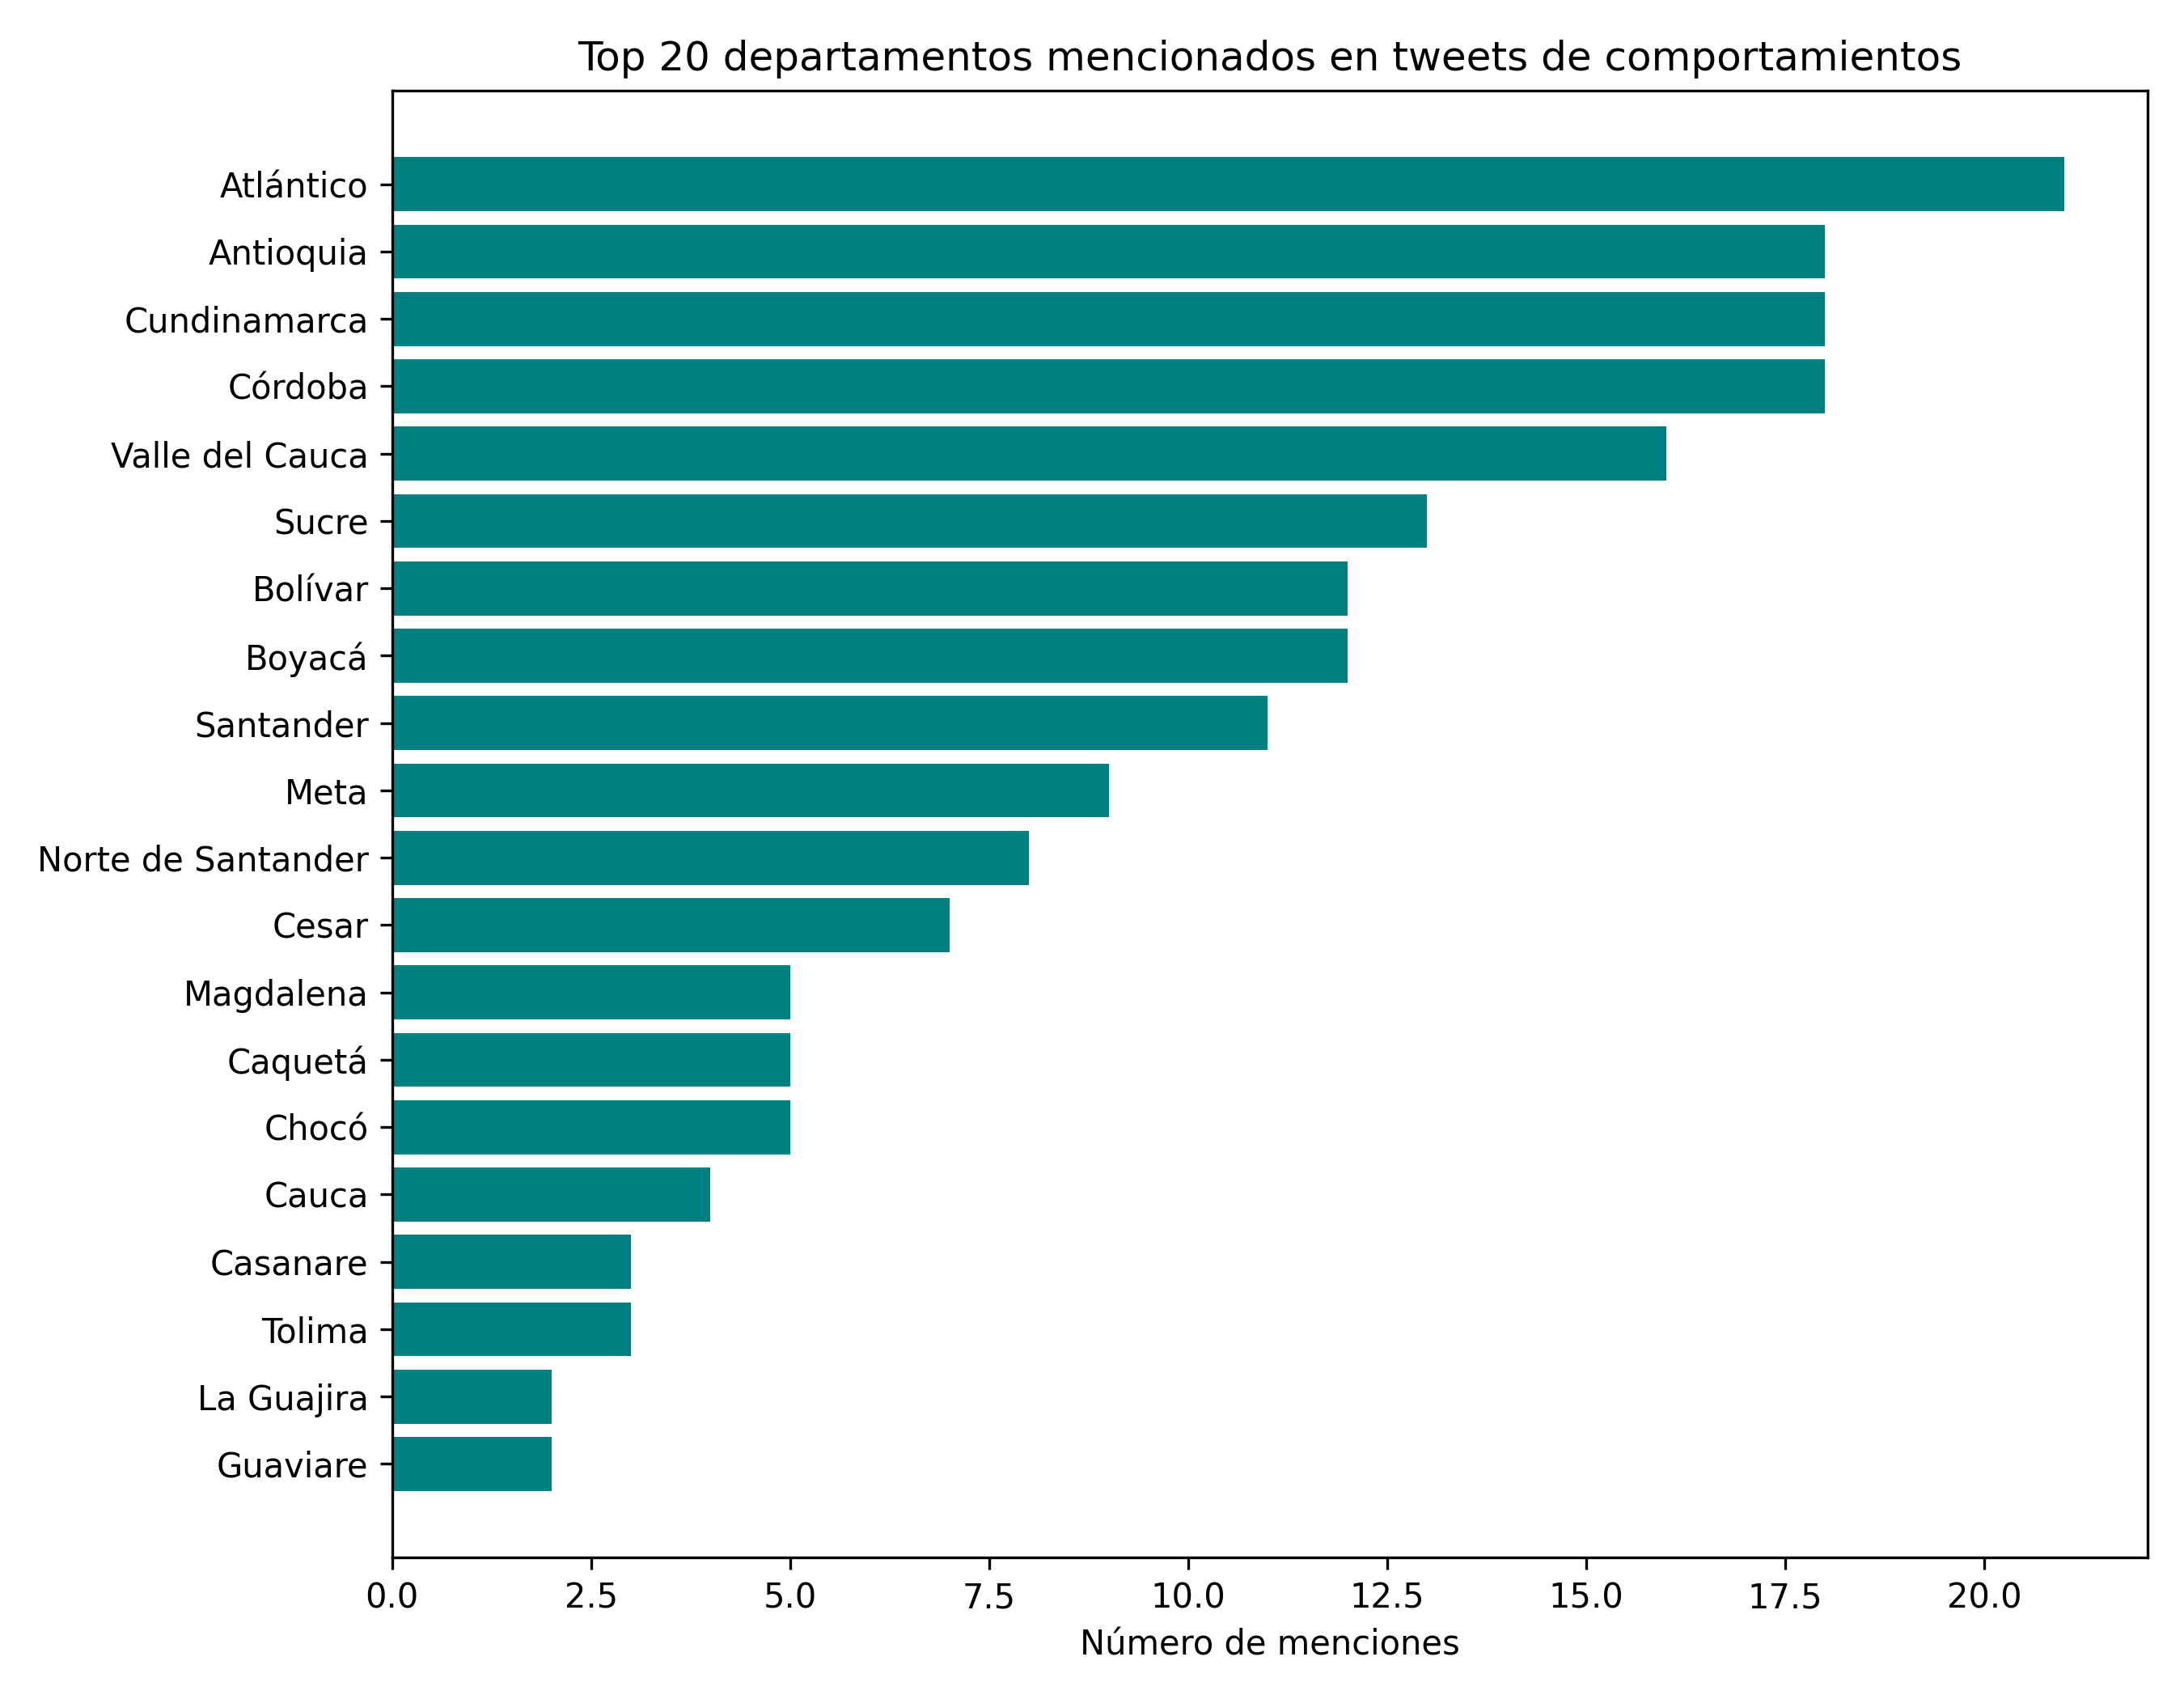 Top 20 departamentos mencionados en tweets de comportamientos
Atlántico
Antioquia
Cundinamarca
Córdoba
Valle del Cauca
Sucre
Bolívar
Boyacá
Santander
Meta
Norte de Santander
Cesar
Magdalena
Caquetá
Chocó
Cauca
Casanare
Tolima
La Guajira
Guaviare
0.0 2.5 5.0 7.5 10.0 12.5 15.0 17.5 20.0
Número de menciones